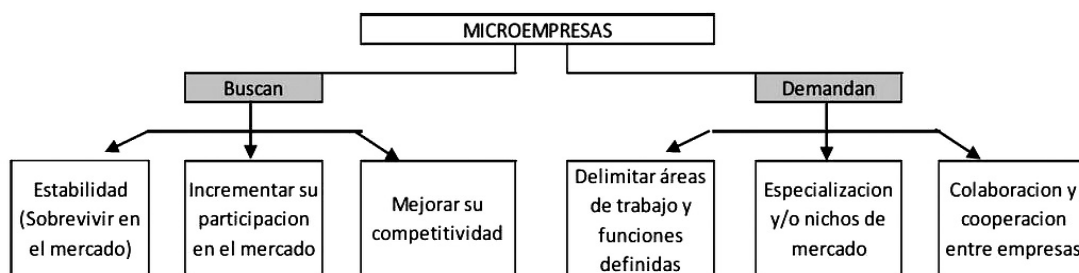 MICROEMPRESAS
Buscan
Demandan
Estabilidad
(Sobrevivir en
el mercado)
Incrementar su
participacion
en el mercado
Mejorar su
competitividad
Delimitar áreas
de trabajo y
funciones
definidas
Especializacion
y/o nichos de
mercado
Colaboracion y
cooperacion
entre empresas